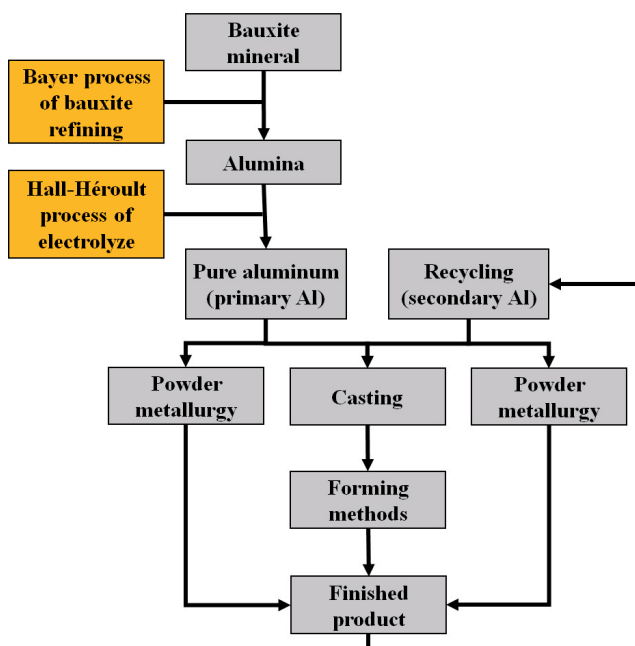 Bauxite
mineral
Bayer process
of bauxite
refining
Alumina
Hall-Héroult
process of
electrolyze
Pure aluminum
(primary Al)
Recycling
(secondary Al)
Powder
metallurgy
Casting
Powder
metallurgy
Forming
methods
Finished
product